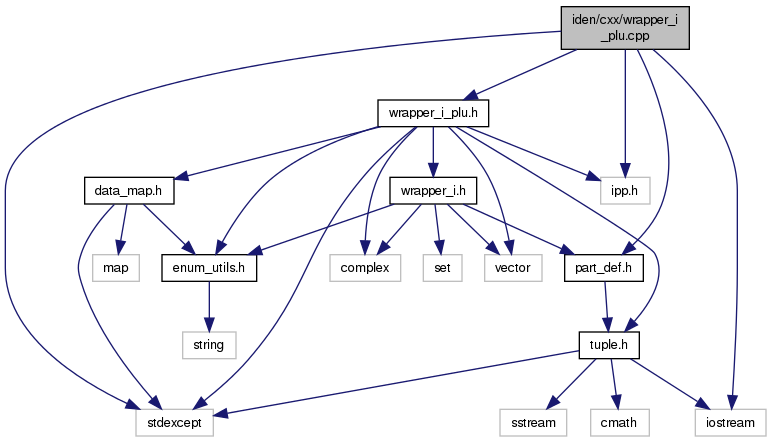 iden/cxx/wrapper_i
_plu.cpp
wrapper_i_plu.h
data_map.h
wrapper_i.h
ipp.h
map
enum_utils.h
complex
set
vector
part_def.h
string
tuple.h
stdexcept
sstream
cmath
iostream